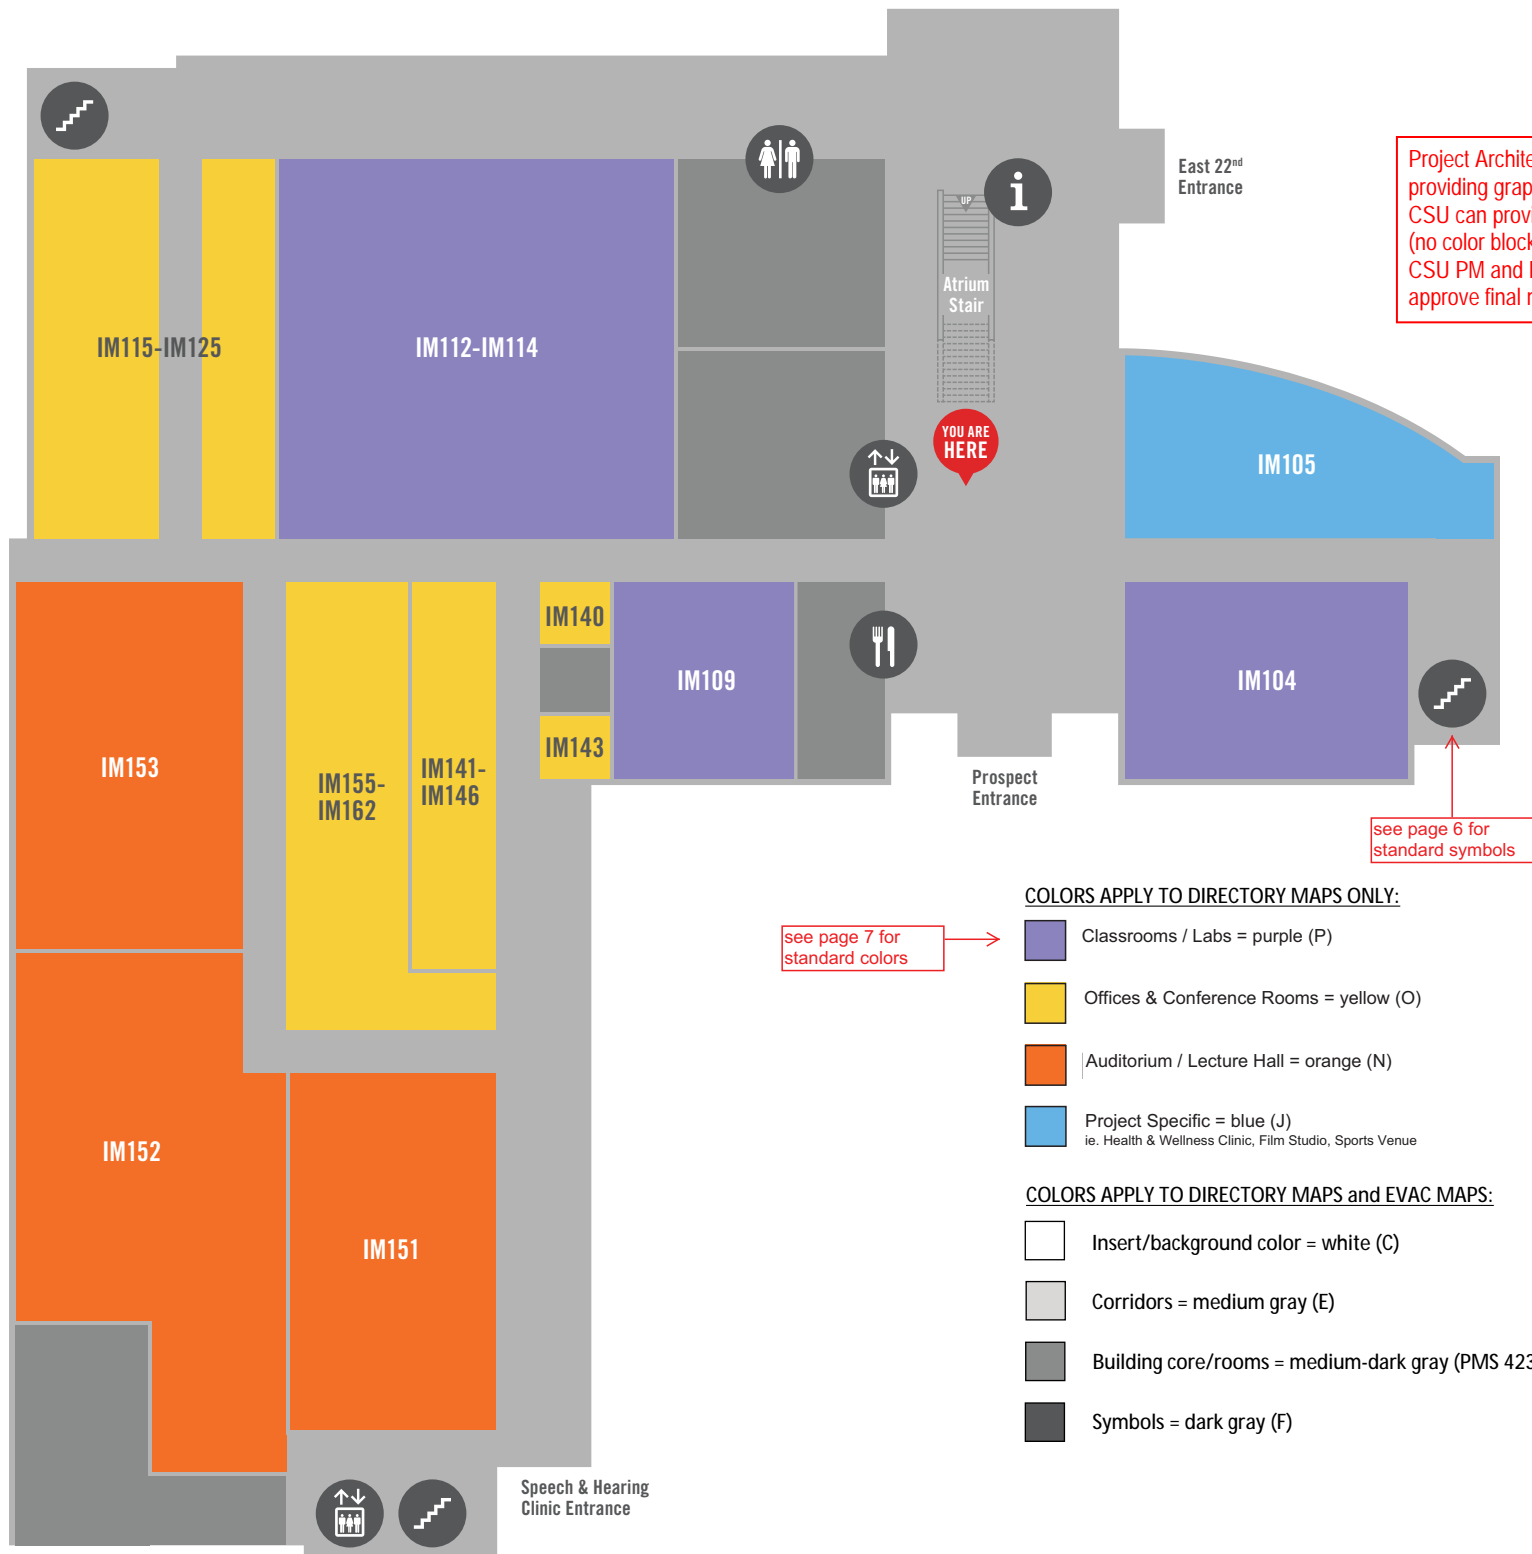 East 22nd
Entrance
Project Archite
providing grap
CSU can provi
(no color block
CSU PM and
approve final
UP
Atrium
Stair
IM115-IM125
IM112-IM114
YOU ARE
HERE
IM105
IM140
IM109
IM104
IM143
IM153
IM155-
IM162
IM141-
IM146
Prospect
Entrance
see page 6 for
standard symbols
COLORS APPLY TO DIRECTORY MAPS ONLY:
see page 7 for
standard colors
Classrooms / Labs = purple (P)
Offices & Conference Rooms = yellow (O)
Auditorium / Lecture Hall = orange (N)
Project Specific = blue (J)
ie. Health & Wellness Clinic, Film Studio, Sports Venue
IM152
IM151
COLORS APPLY TO DIRECTORY MAPS and EVAC MAPS:
Insert/background color = white (C)
Corridors = medium gray (E)
Building core/rooms = medium-dark gray (PMS 423
Symbols = dark gray (F)
Speech & Hearing
Clinic Entrance